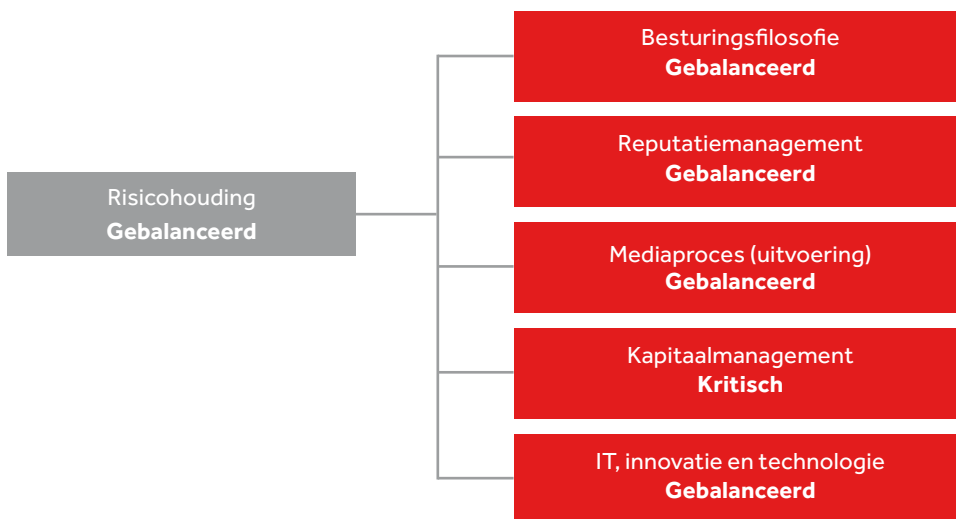 Risicohouding
Gebalanceerd
Besturingsfilosofie
Gebalanceerd
Reputatiemanagement
Gebalanceerd
Mediaproces (uitvoering)
Gebalanceerd
Kapitaalmanagement
Kritisch
IT, innovatie en technologie
Gebalanceerd